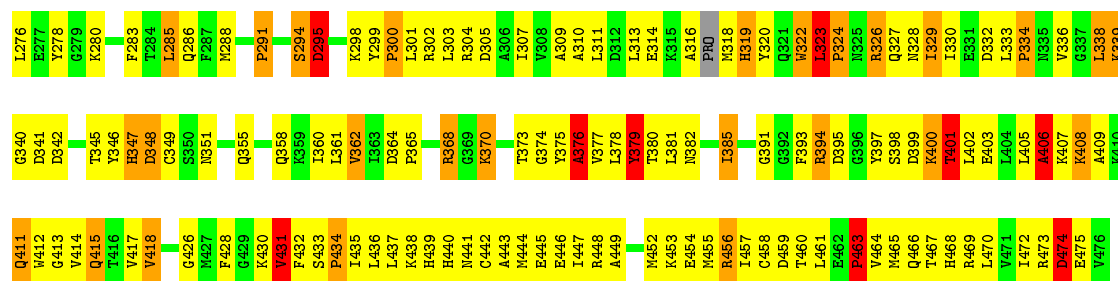 L276 E277 Y278 G279 K280 F283 T284 L285 Q286 F287 M288 P291 S294 D295 K298 Y299 P300 L301 R302 L303 R304 D305 A306 I307 V308 A309 A310 L311 D312 L313 E314 K315 A316 PRO M318 H319 Y320 Q321 W322 L323 P324 N325 R326 Q327 N328 I329 I330 E331 D332 L333 P334 N335 V336 G337 L338 K339
G340 D341 D342 T345 Y346 H347 D348 C349 S350 N351 Q355 Q358 K359 I360 L361 V362 I363 D364 P365 R368 G369 K370 T373 G374 Y375 A376 V377 L378 Y379 T380 L381 N382 I385 G391 G392 F393 R394 D395 G396 Y397 S398 D399 K400 T401 L402 E403 L404 L405 A406 K407 K408 A409 K410
Q411 W412 G413 V414 Q415 T416 V417 V418 G426 M427 F428 G429 K430 V431 F432 S433 P434 I435 L436 L437 K438 H439 H440 N441 C442 A443 M444 E445 E446 I447 R448 A449 M452 K453 E454 M455 R456 I457 C458 D459 T460 L461 E462 P463 V464 M465 Q466 T467 H468 R469 L470 V471 I472 R473 D474 E475 V476